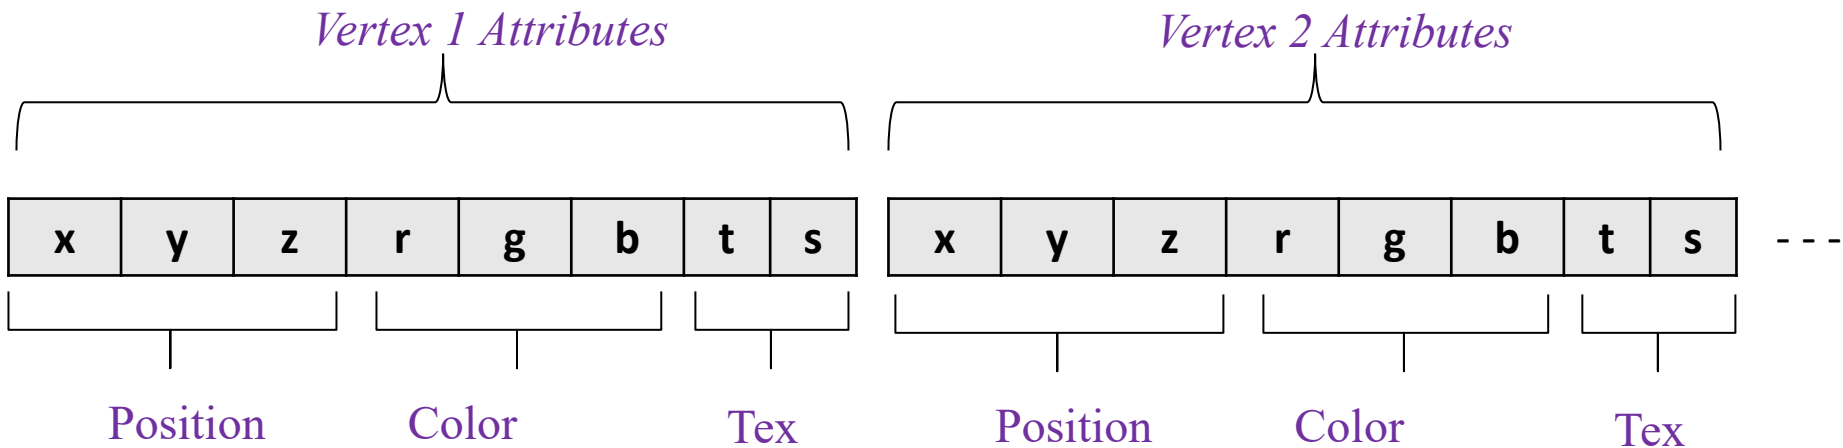 Vertex 1 Attributes Vertex 2 Attributes
x y z r g b t s x y z r g b t s - - -
Position Color Tex Position Color Tex